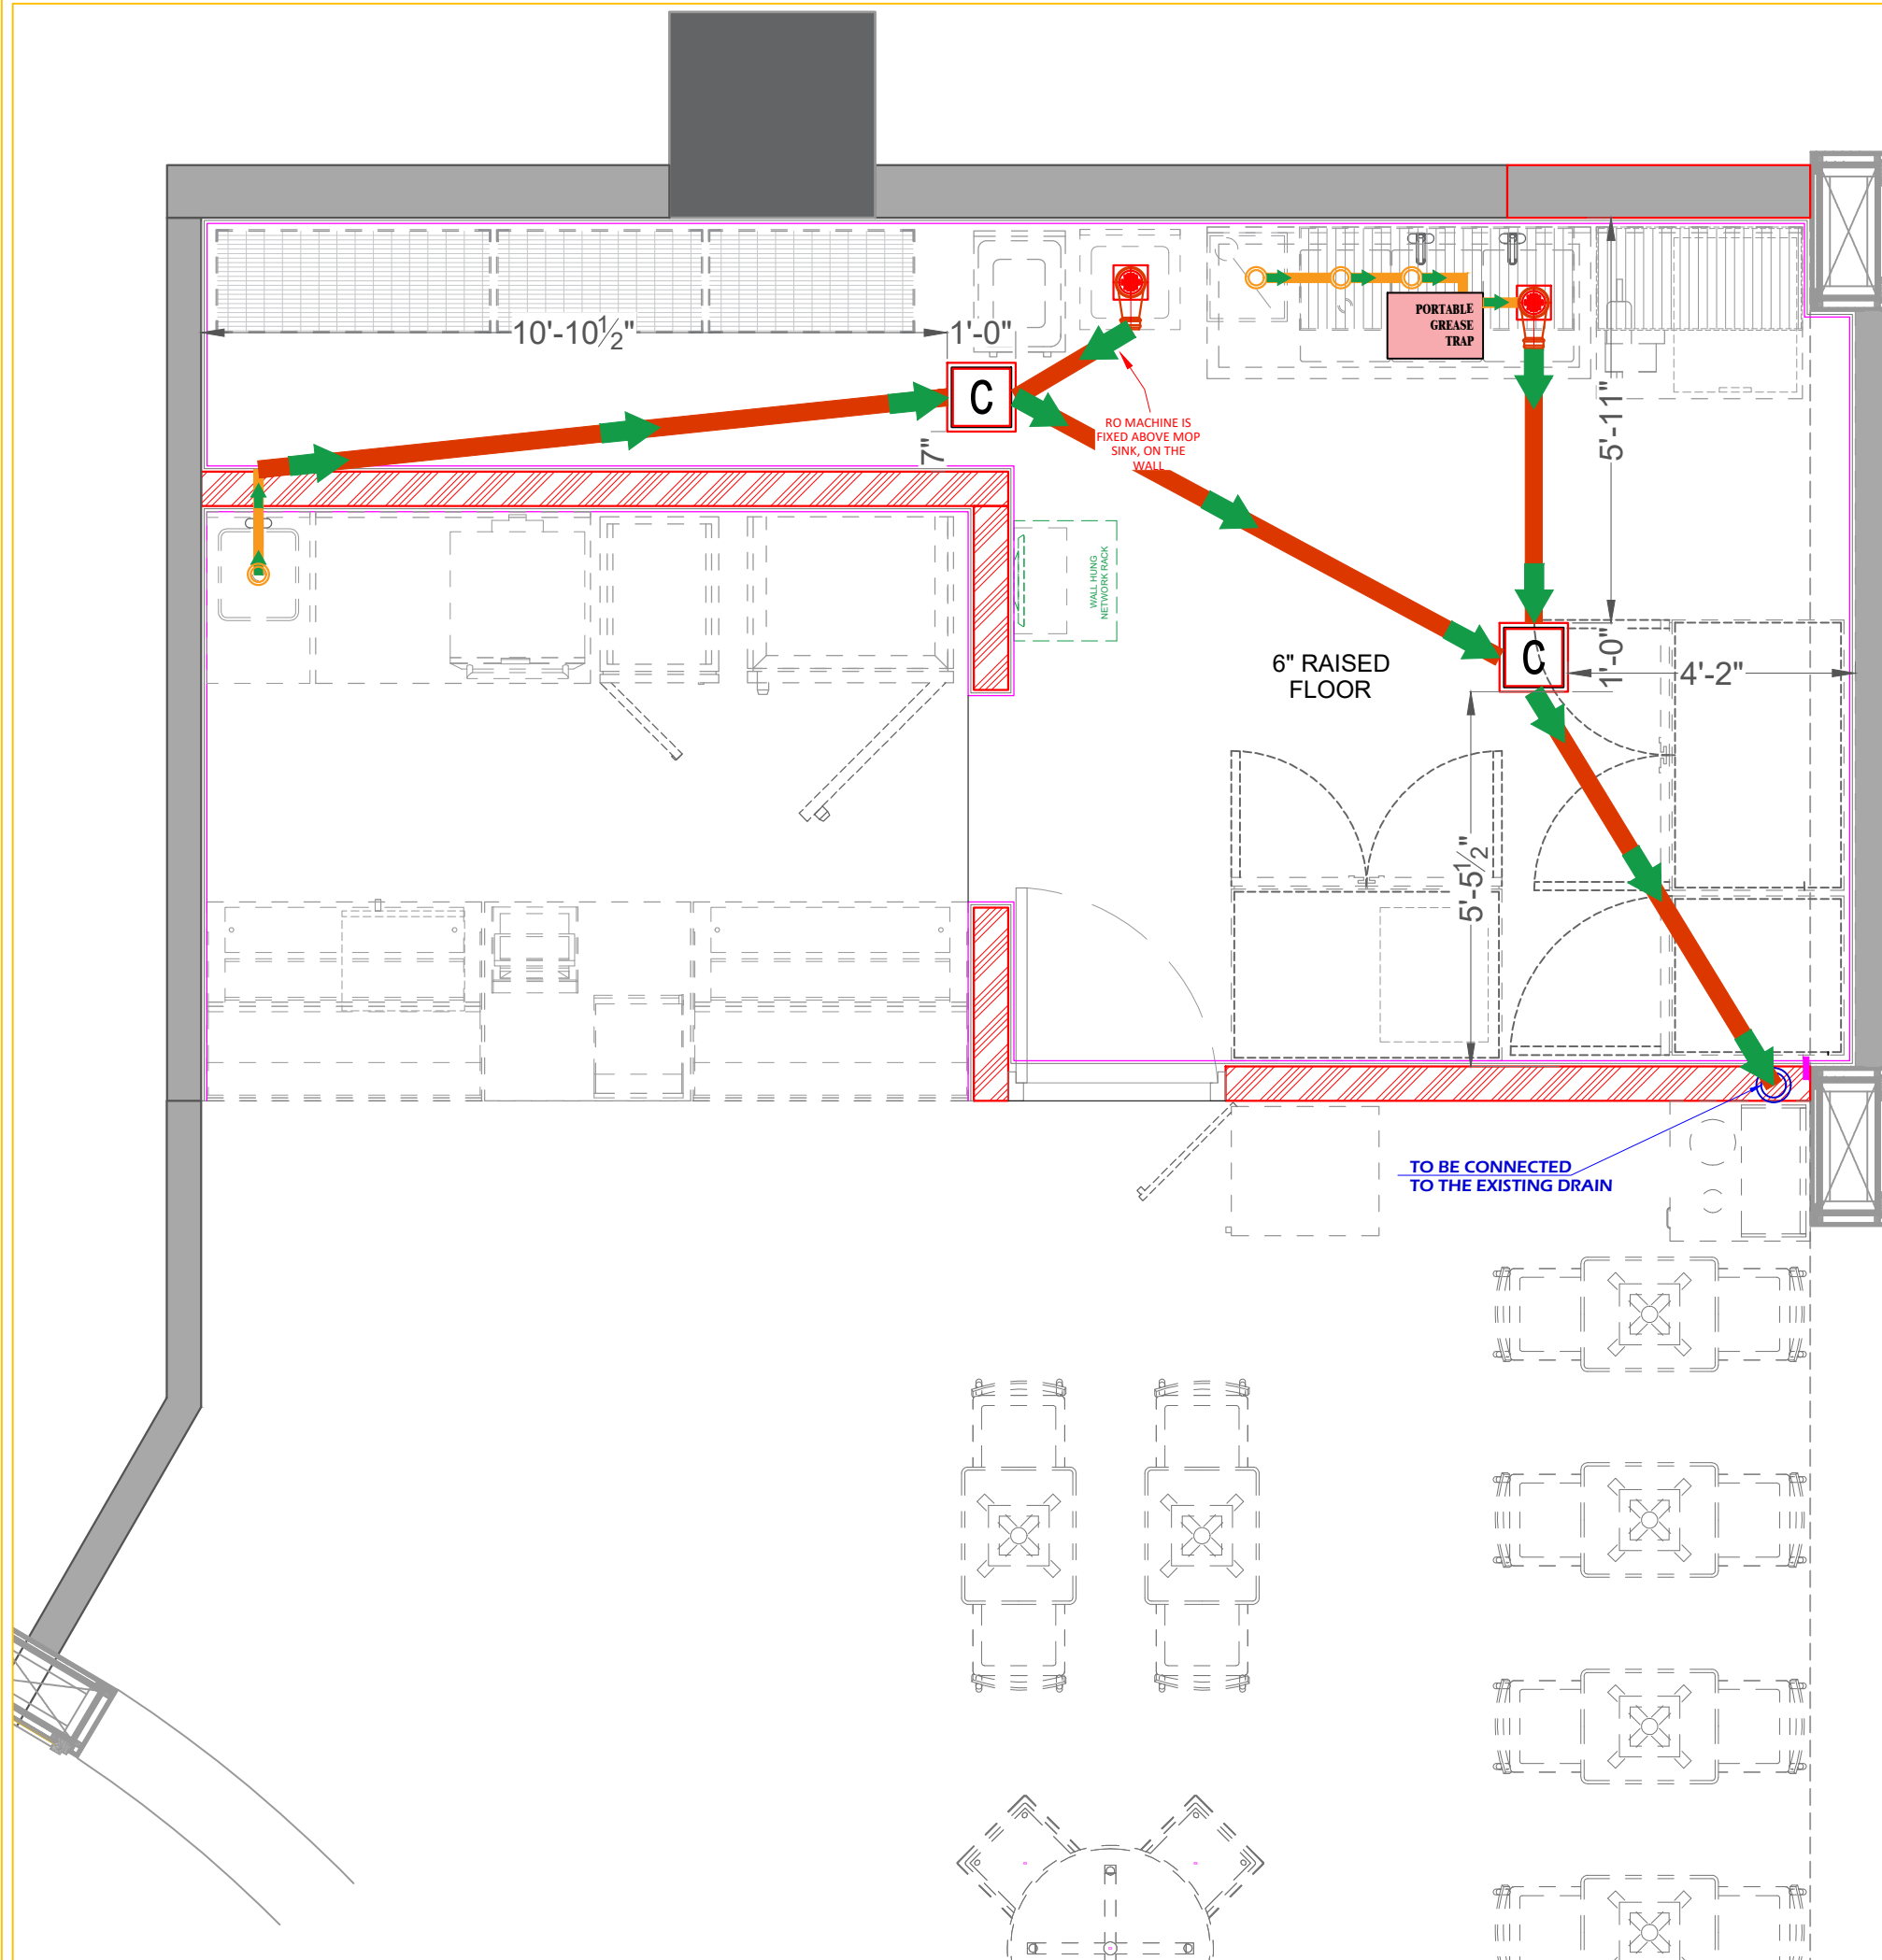 10'-10½"
1'-0"
C
7"
RO MACHINE IS
FIXED ABOVE MOP
SINK, ON THE
WALL
PORTABLE
GREASE
TRAP
5'-11"
WALL HUNG
NETWORK RACK
6" RAISED
FLOOR
C
1'-0"
4'-2"
5'-5½"
TO BE CONNECTED
TO THE EXISTING DRAIN